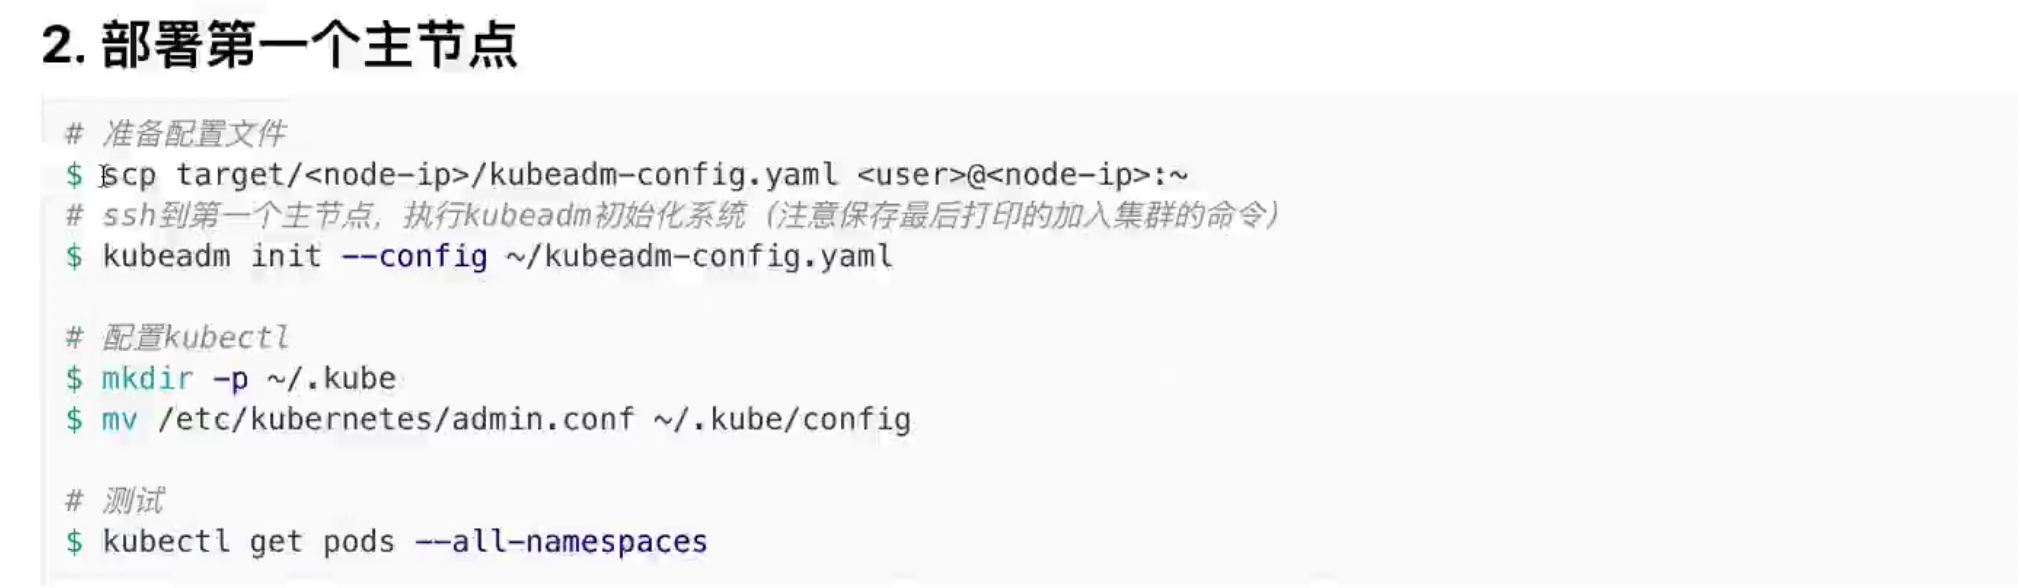 2. 部署第一个主节点
# 准备配置文件
$ scp target/<node-ip>/kubeadm-config.yaml <user>@<node-ip>:~
# ssh到第一个主节点，执行kubeadm初始化系统（注意保存最后打印的加入集群的命令）
$ kubeadm init --config ~/kubeadm-config.yaml
# 配置kubectl
$ mkdir -p ~/.kube
$ mv /etc/kubernetes/admin.conf ~/.kube/config
# 测试
$ kubectl get pods --all-namespaces